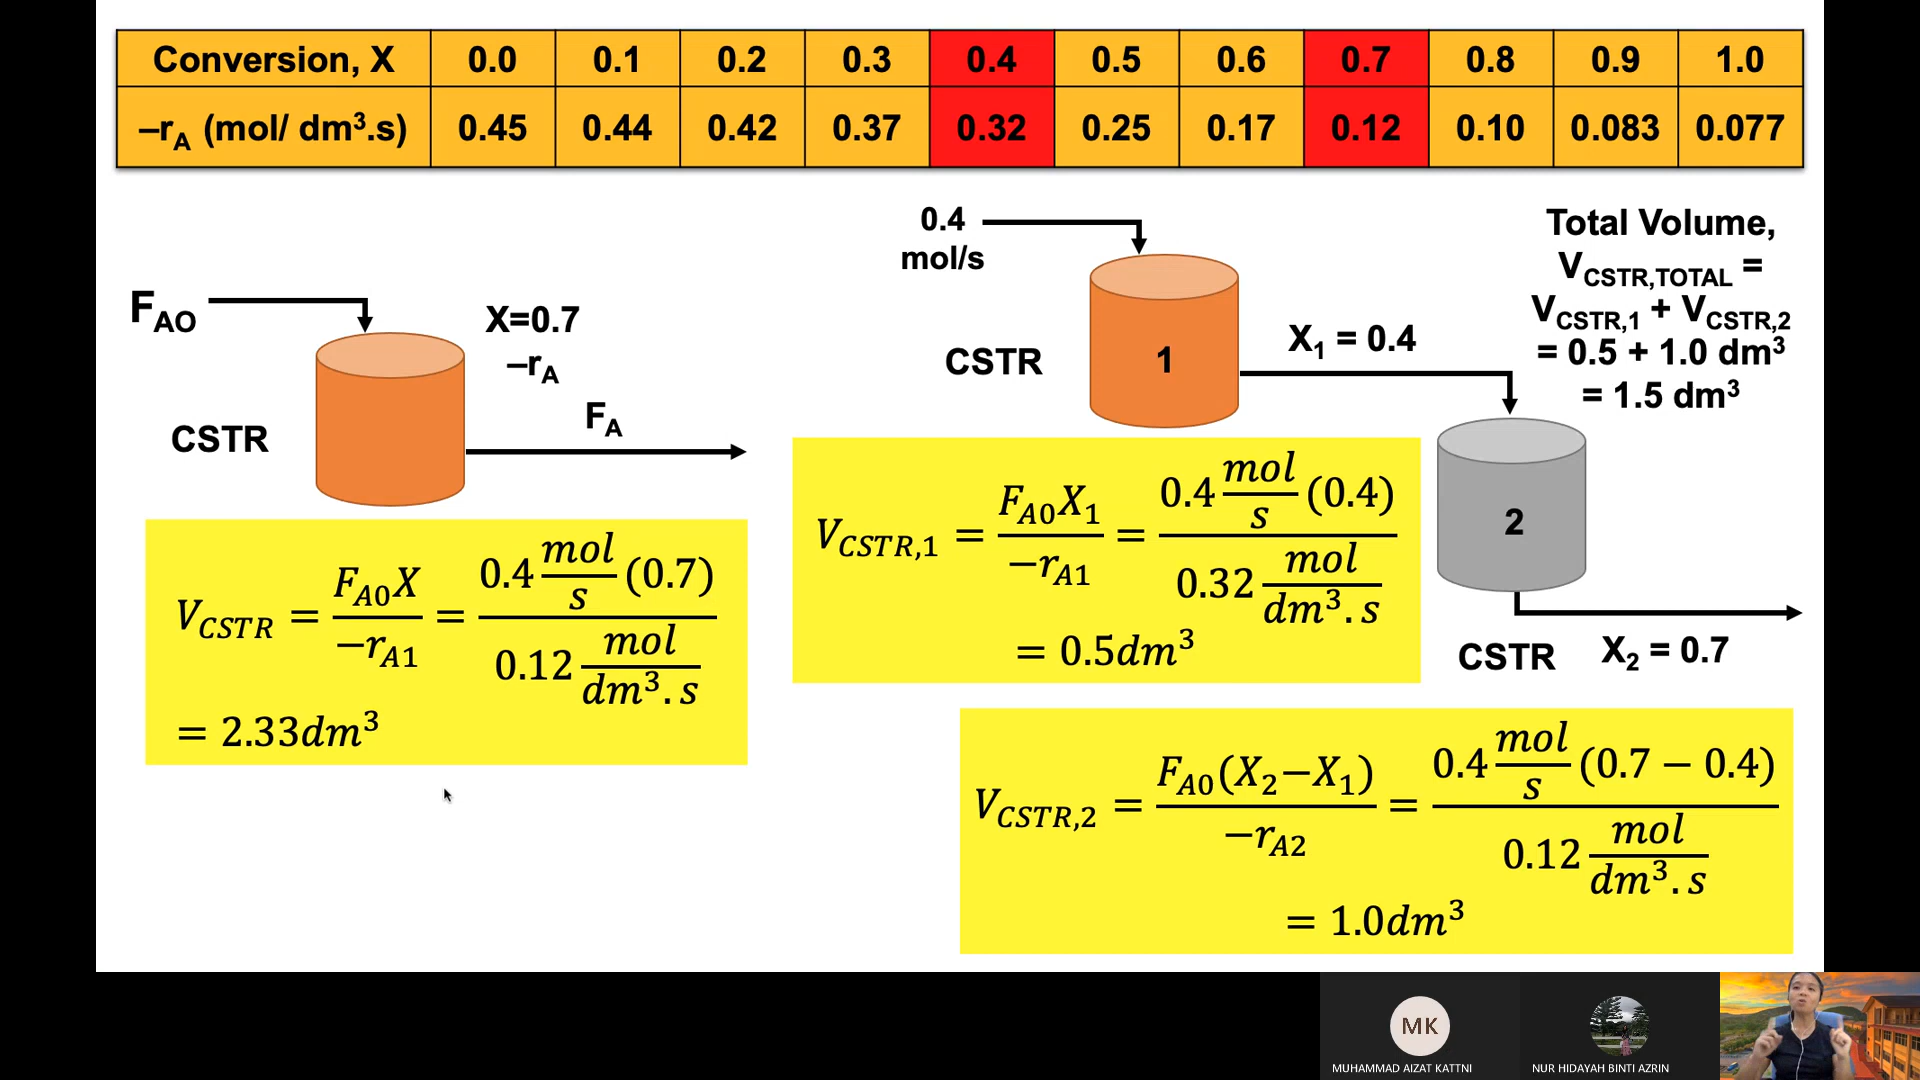 Conversion, X 0.0 0.1 0.2 0.3 0.4 0.5 0.6 0.7 0.8 0.9 1.0
–rA (mol/ dm³.s) 0.45 0.44 0.42 0.37 0.32 0.25 0.17 0.12 0.10 0.083 0.077
FAO
X=0.7
–rA
FA
CSTR
VCSTR = FA0X / −rA1 = 0.4 mol/s (0.7) / 0.12 mol/dm³.s
= 2.33dm³
0.4
mol/s
CSTR
1
X1 = 0.4
Total Volume,
VCSTR,TOTAL =
VCSTR,1 + VCSTR,2
= 0.5 + 1.0 dm³
= 1.5 dm³
VCSTR,1 = FA0X1 / −rA1 = 0.4 mol/s (0.4) / 0.32 mol/dm³.s
= 0.5dm³
2
CSTR
X2 = 0.7
VCSTR,2 = FA0(X2−X1) / −rA2 = 0.4 mol/s (0.7 − 0.4) / 0.12 mol/dm³.s
= 1.0dm³
MK
MUHAMMAD AIZAT KATTNI
NUR HIDAYAH BINTI AZRIN